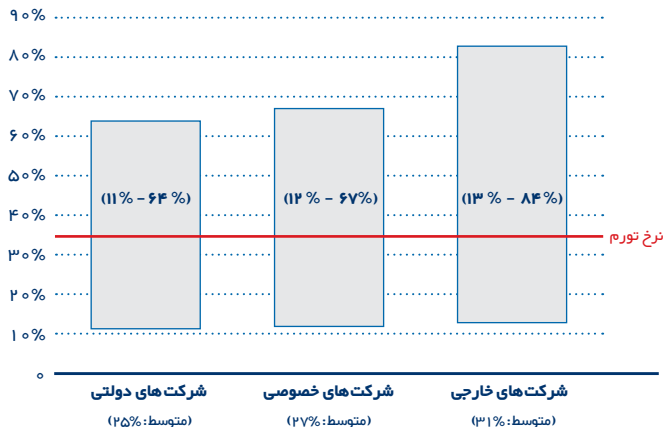 ۹۰%
۸۰%
۷۰%
۶۰%
۵۰%
۴۰%
۳۰%
۲۰%
۱۰%
۰
(۱۱% - ۶۴ %)
(۱۲ % - ۶۷%)
(۱۳ % - ۸۴ %)
نرخ تورم
شرکت‌های دولتی
(متوسط: ۲۵%)
شرکت‌های خصوصی
(متوسط: ۲۷%)
شرکت‌های خارجی
(متوسط: ۳۱%)